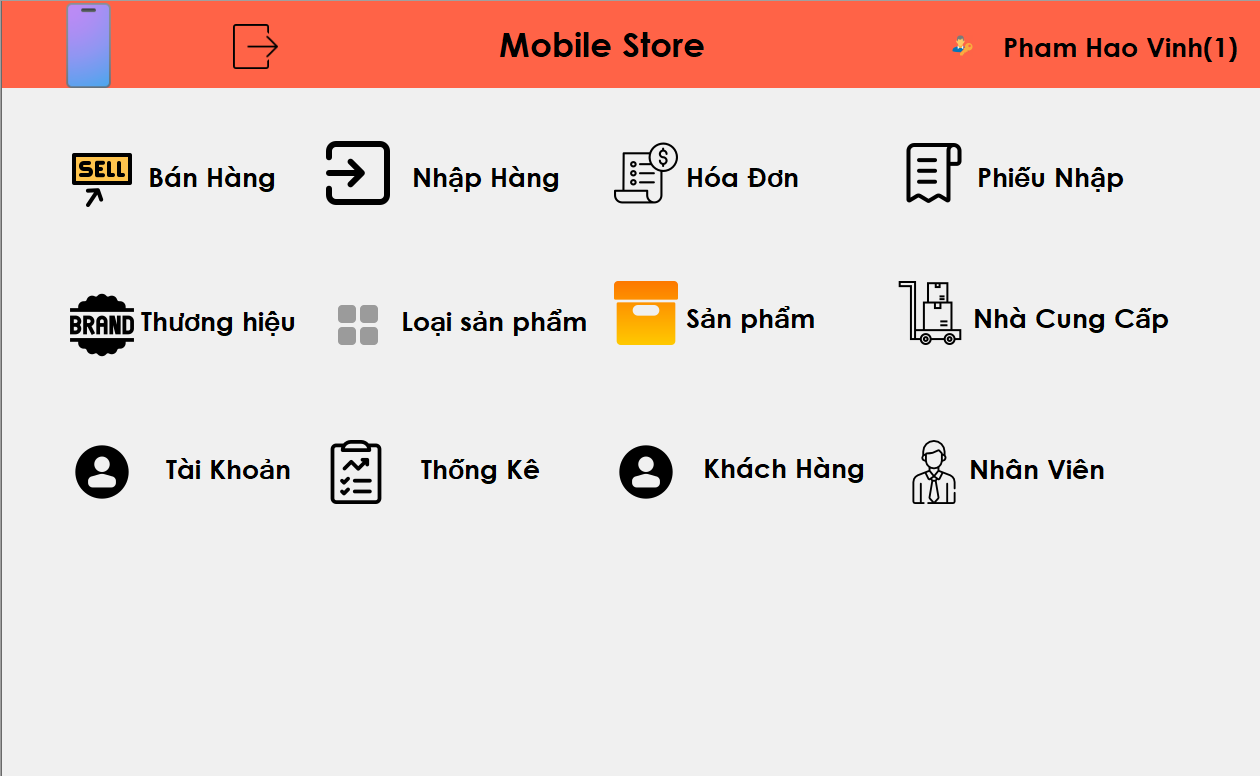 Mobile Store
Pham Hao Vinh(1)
SELL
Bán Hàng
Nhập Hàng
$
Hóa Đơn
Phiếu Nhập
BRAND
Thương hiệu
Loại sản phẩm
Sản phẩm
Nhà Cung Cấp
Tài Khoản
Thống Kê
Khách Hàng
Nhân Viên